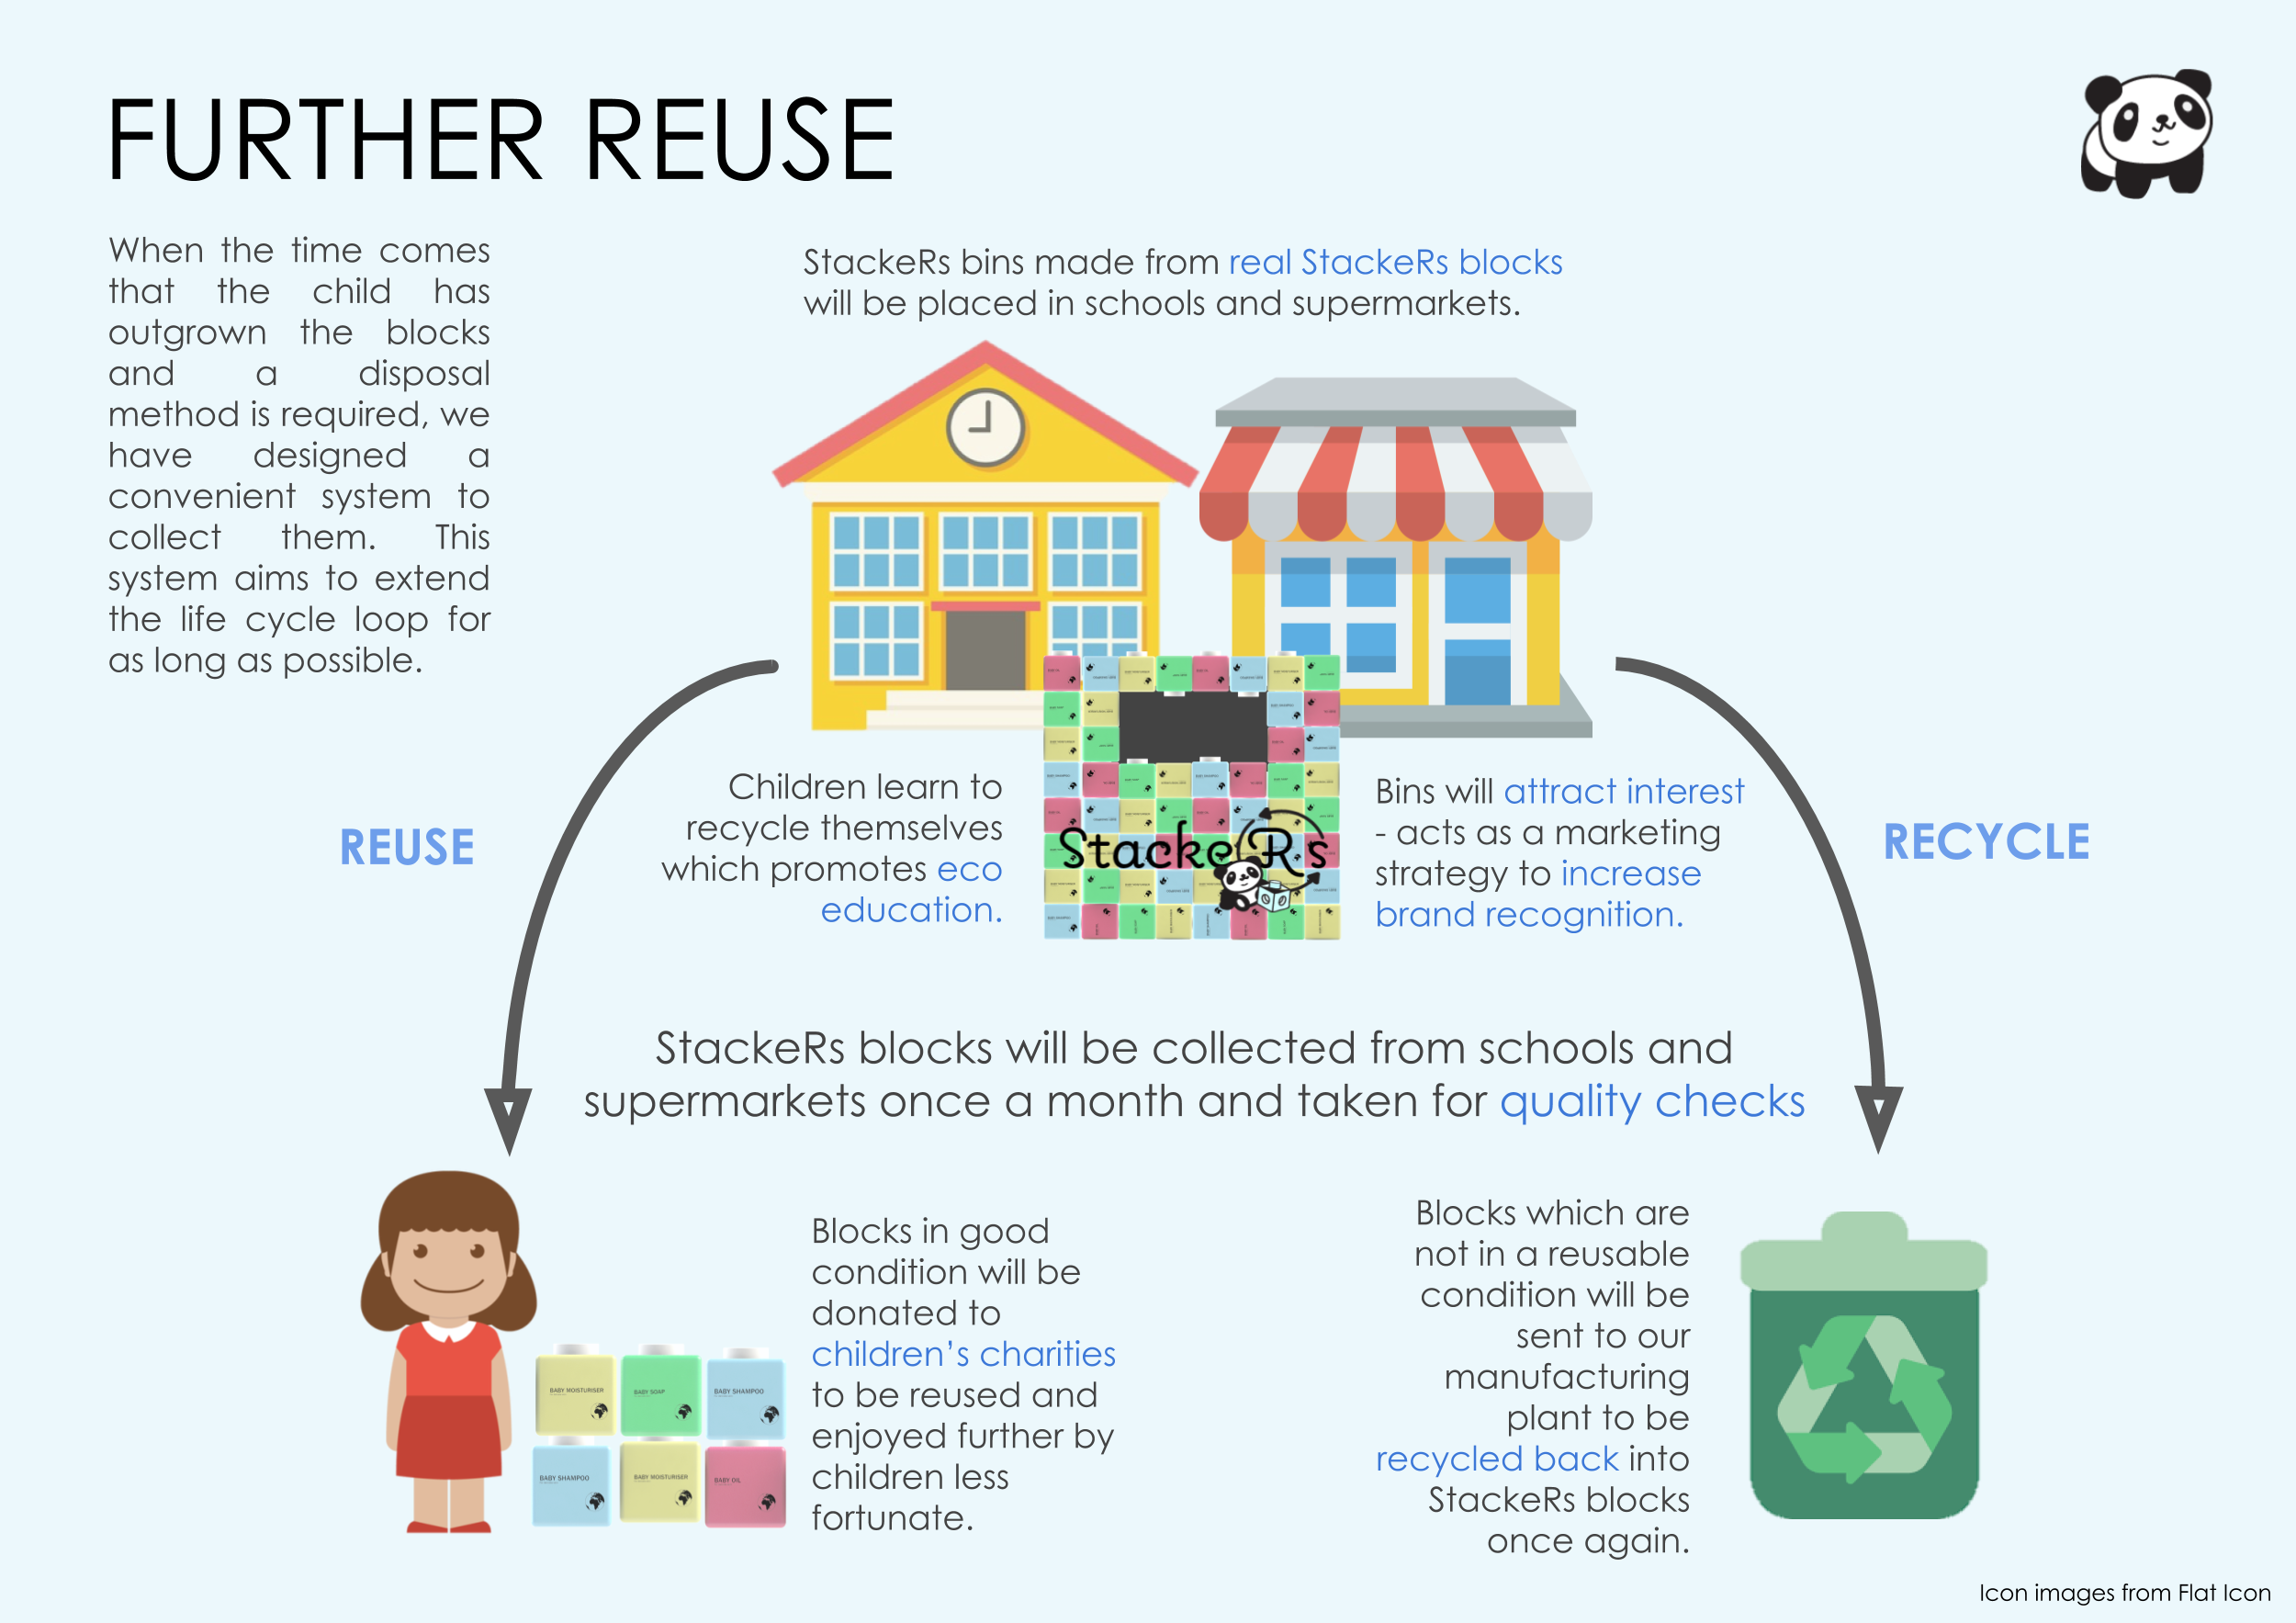 FURTHER REUSE
When the time comes
that the child has
outgrown the blocks
and a disposal
method is required, we
have designed a
convenient system to
collect them. This
system aims to extend
the life cycle loop for
as long as possible.
StackeRs bins made from real StackeRs blocks
will be placed in schools and supermarkets.
REUSE
Children learn to
recycle themselves
which promotes eco
education.
StackeRs
Bins will attract interest
- acts as a marketing
strategy to increase
brand recognition.
RECYCLE
StackeRs blocks will be collected from schools and
supermarkets once a month and taken for quality checks
BABY MOISTURISER
BABY SOAP
BABY SHAMPOO
BABY SHAMPOO
BABY MOISTURISER
BABY OIL
Blocks in good
condition will be
donated to
children's charities
to be reused and
enjoyed further by
children less
fortunate.
Blocks which are
not in a reusable
condition will be
sent to our
manufacturing
plant to be
recycled back into
StackeRs blocks
once again.
Icon images from Flat Icon